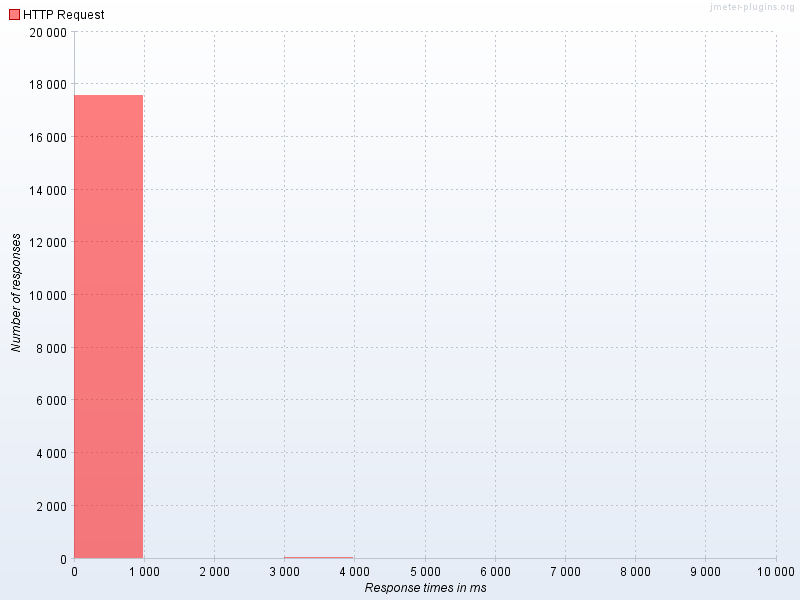 jmeter-plugins.org
HTTP Request
20 000
18 000
16 000
14 000
12 000
10 000
8 000
6 000
4 000
2 000
0
Number of responses
0 1 000 2 000 3 000 4 000 5 000 6 000 7 000 8 000 9 000 10 000
Response times in ms